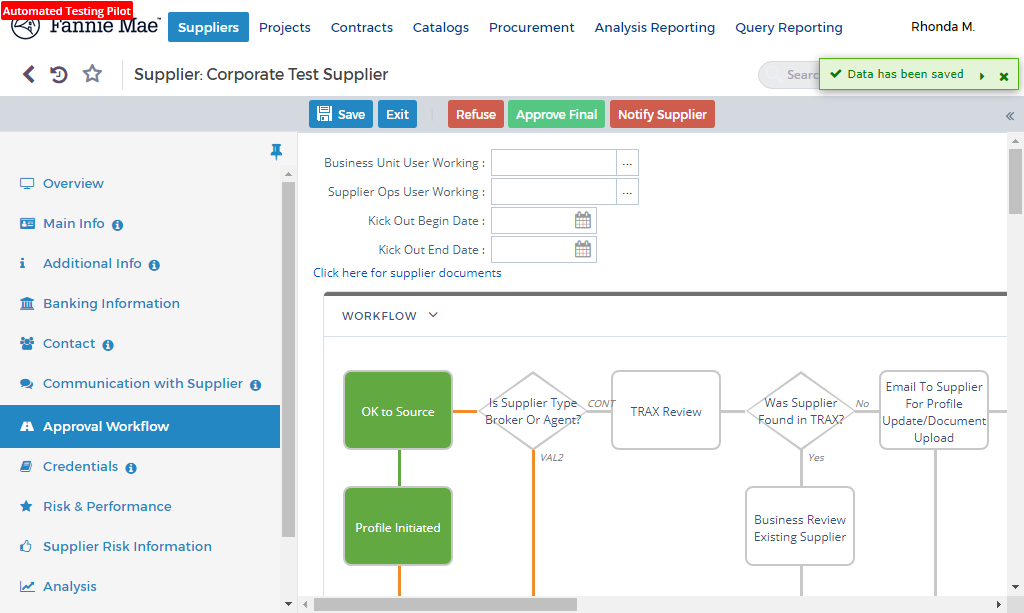 Automated Testing Pilot
Fannie Mae
Suppliers Projects Contracts Catalogs Procurement Analysis Reporting Query Reporting Rhonda M.
Supplier: Corporate Test Supplier
Searc
Data has been saved
Save Exit Refuse Approve Final Notify Supplier
Overview
Main Info
Additional Info
Banking Information
Contact
Communication with Supplier
Approval Workflow
Credentials
Risk & Performance
Supplier Risk Information
Analysis
Business Unit User Working : ...
Supplier Ops User Working : ...
Kick Out Begin Date :
Kick Out End Date :
Click here for supplier documents
WORKFLOW
OK to Source
Is Supplier Type
Broker Or Agent?
CONT
VAL2
TRAX Review
Was Supplier
Found in TRAX?
No
Yes
Email To Supplier
For Profile
Update/Document
Upload
Profile Initiated
Business Review
Existing Supplier